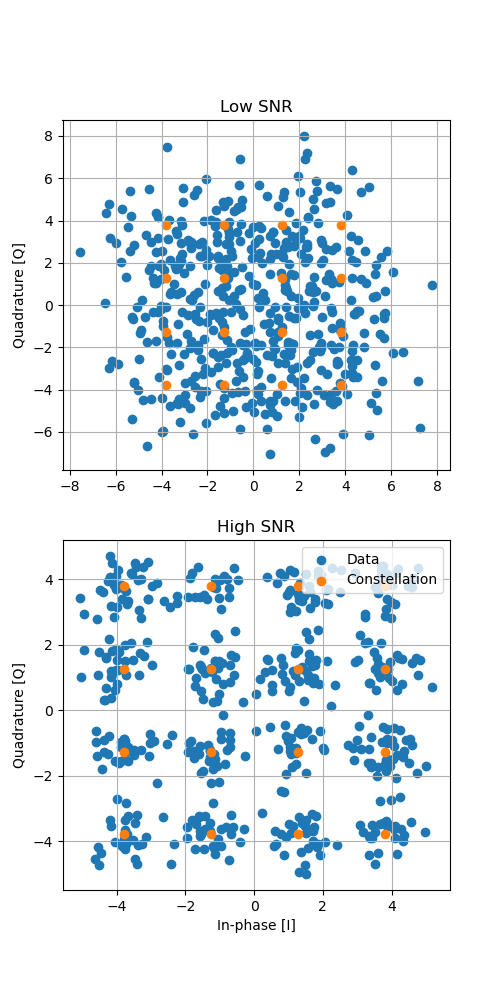 Low SNR
8
6
4
2
0
−2
−4
−6
Quadrature [Q]
−8 −6 −4 −2 0 2 4 6 8
High SNR
Data
Constellation
4
2
0
−2
−4
Quadrature [Q]
−4 −2 0 2 4
In-phase [I]